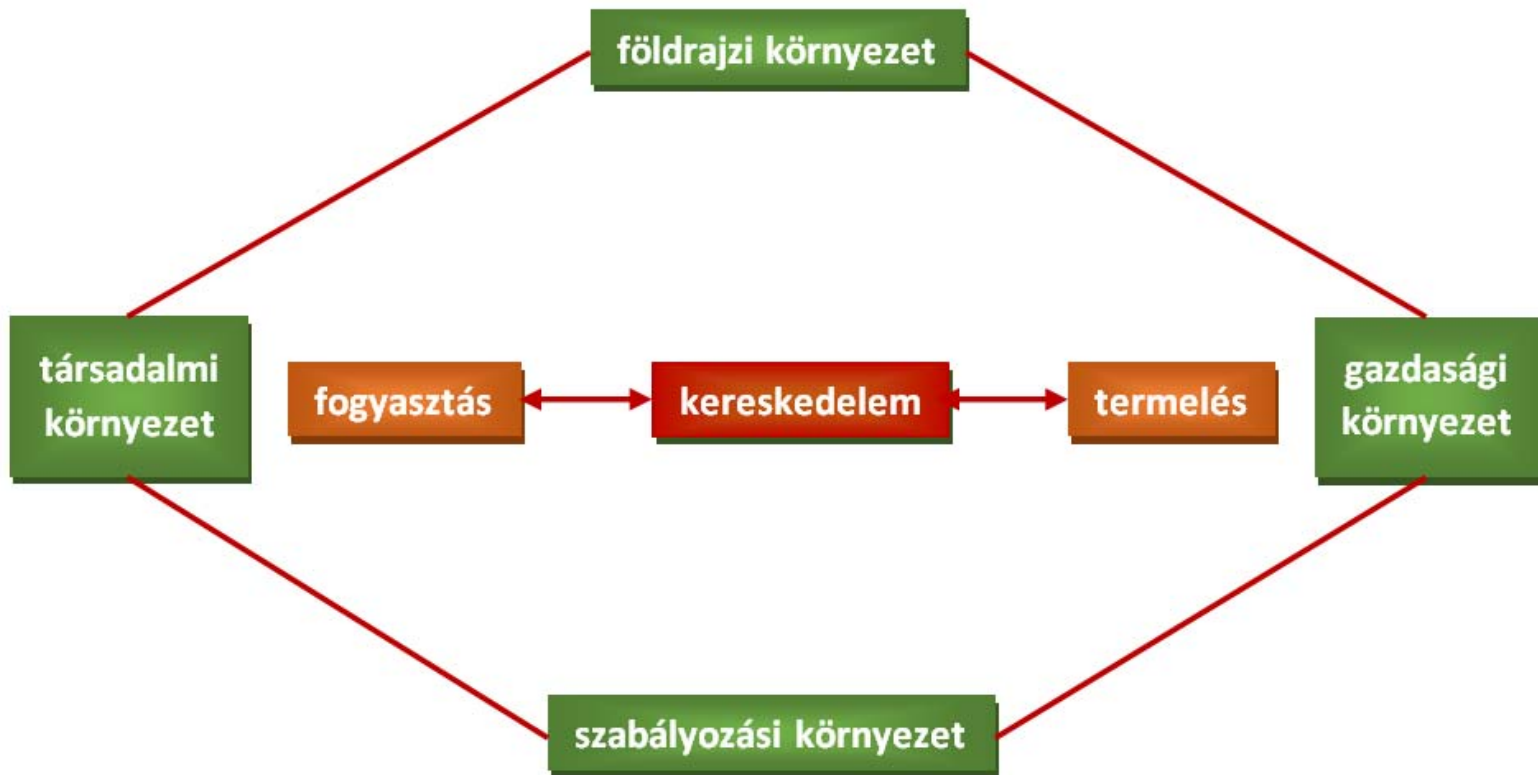 földrajzi környezet
társadalmi
környezet
fogyasztás
kereskedelem
termelés
gazdasági
környezet
szabályozási környezet